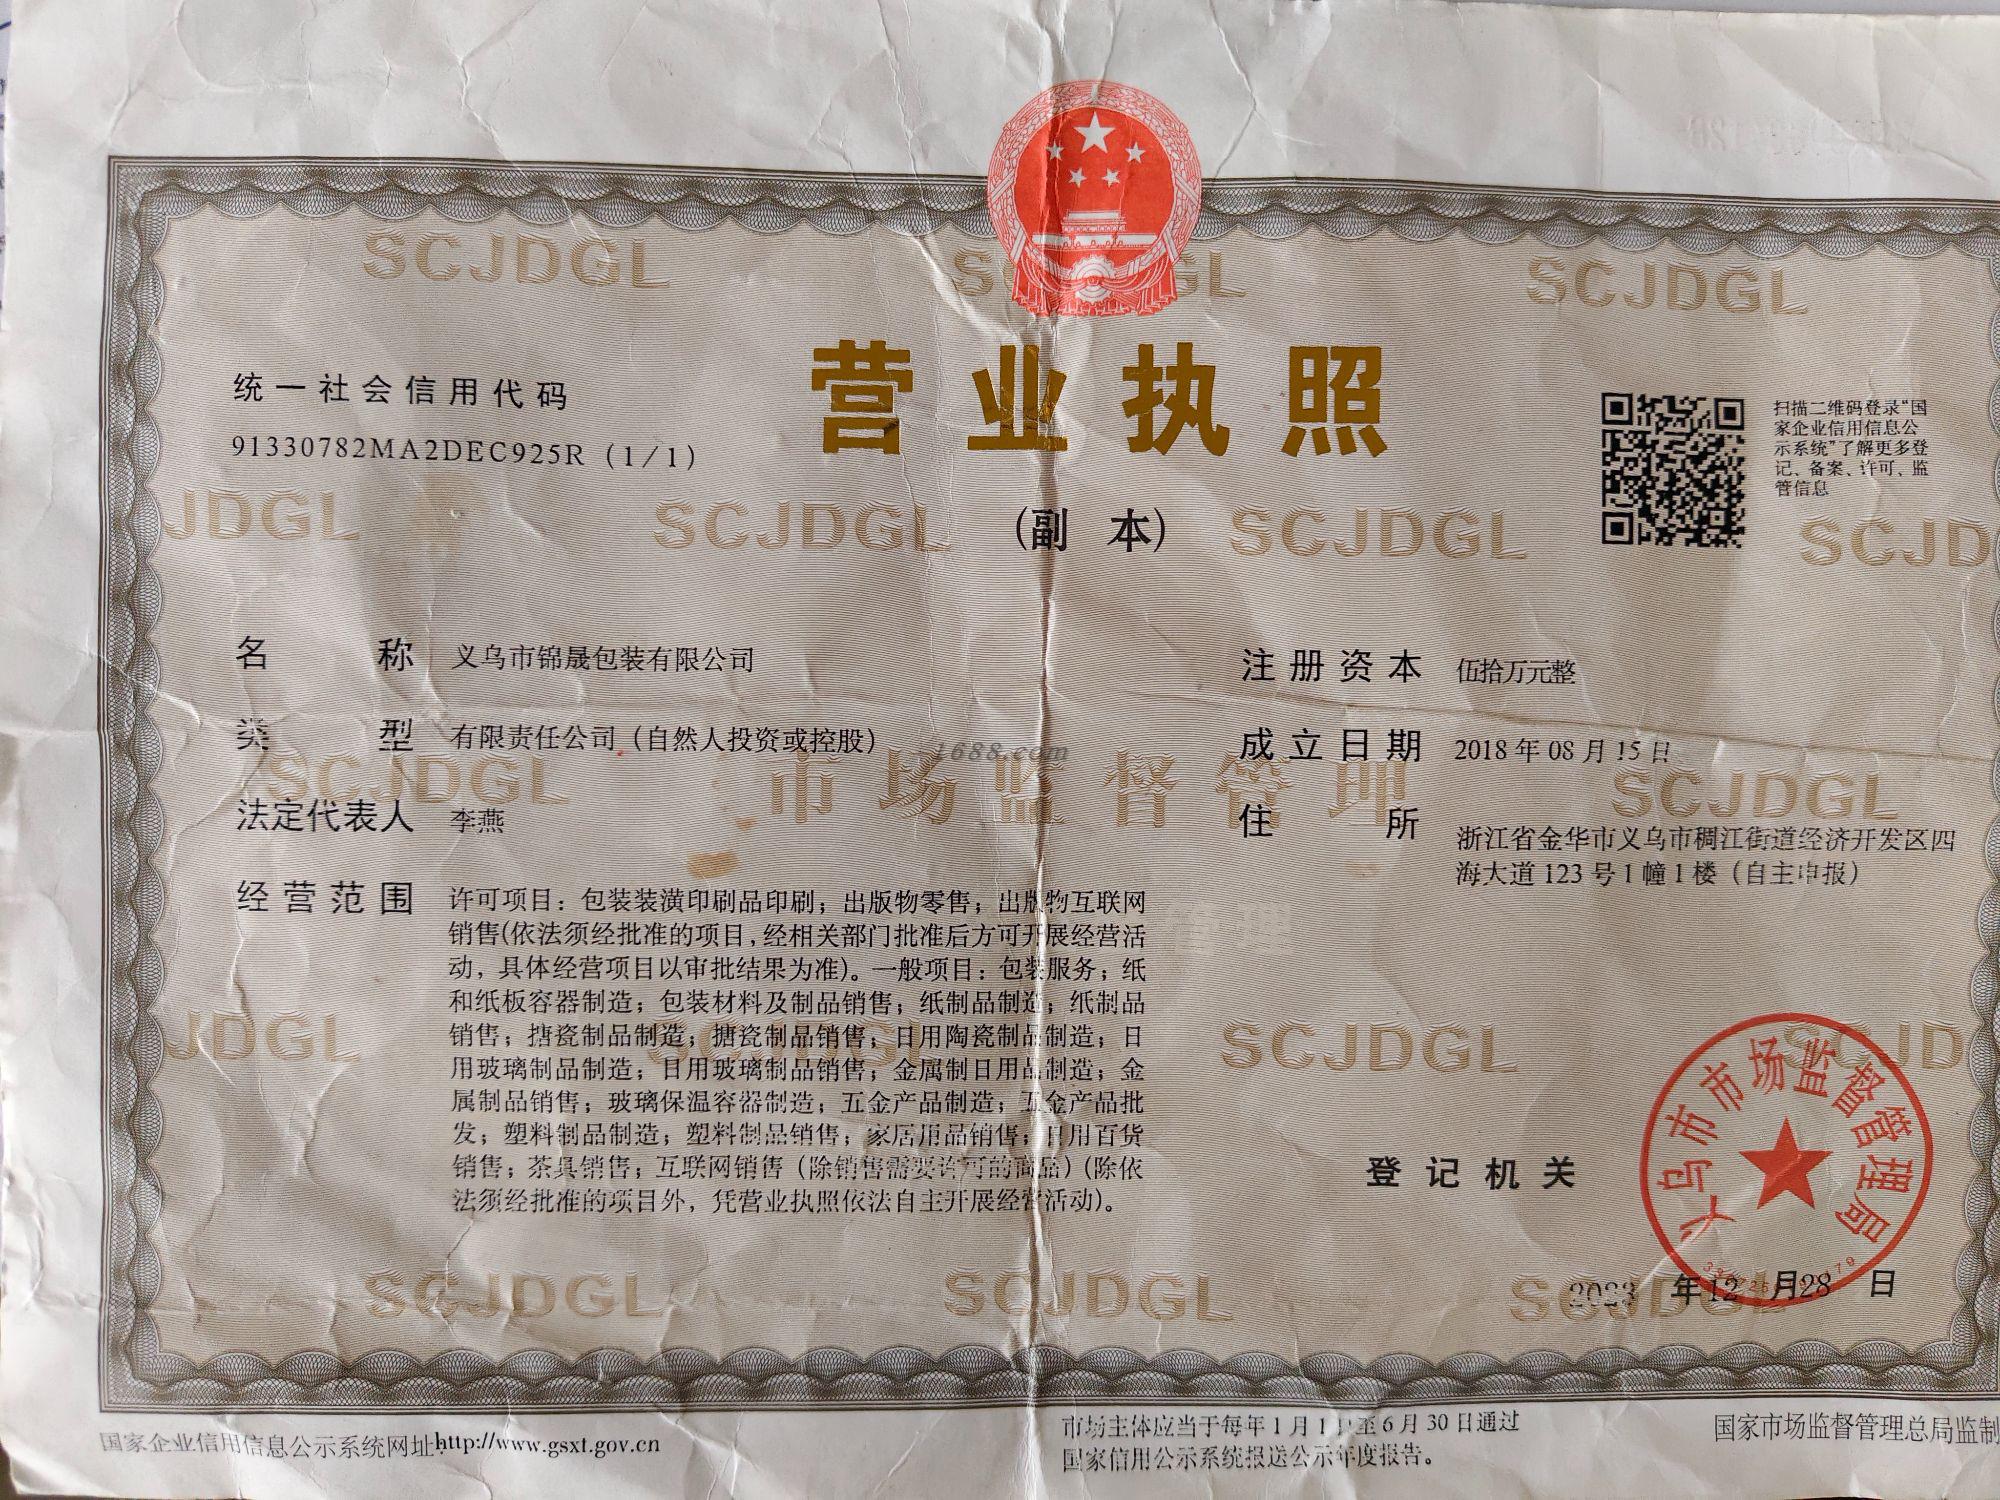 营业执照
(副 本)
统一社会信用代码
91330782MA2DEC925R (1/1)
扫描二维码登录“国
家企业信用信息公
示系统”了解更多登
记、备案、许可、监
管信息
名 称 义乌市锦晟包装有限公司
类 型 有限责任公司（自然人投资或控股）
法定代表人 李燕
经营范围 许可项目：包装装潢印刷品印刷；出版物零售；出版物互联网
销售(依法须经批准的项目,经相关部门批准后方可开展经营活
动，具体经营项目以审批结果为准)。一般项目：包装服务；纸
和纸板容器制造；包装材料及制品销售；纸制品制造；纸制品
销售；搪瓷制品制造；搪瓷制品销售；日用陶瓷制品制造；日
用玻璃制品制造；日用玻璃制品销售；金属制日用品制造；金
属制品销售；玻璃保温容器制造；五金产品制造；五金产品批
发；塑料制品制造；塑料制品销售；家居用品销售；日用百货
销售；茶具销售；互联网销售（除销售需要许可的商品）(除依
法须经批准的项目外，凭营业执照依法自主开展经营活动)。
注册资本 伍拾万元整
成立日期 2018年08月15日
住 所 浙江省金华市义乌市稠江街道经济开发区四
海大道123号1幢1楼（自主申报）
1688.com
市场监督管理
SCJDGL
登记机关
义乌市市场监督管理局
2023 年12 月28 日
国家企业信用信息公示系统网址:http://www.gsxt.gov.cn
市场主体应当于每年1月1日至6月30日通过
国家信用公示系统报送公示年度报告。
国家市场监督管理总局监制